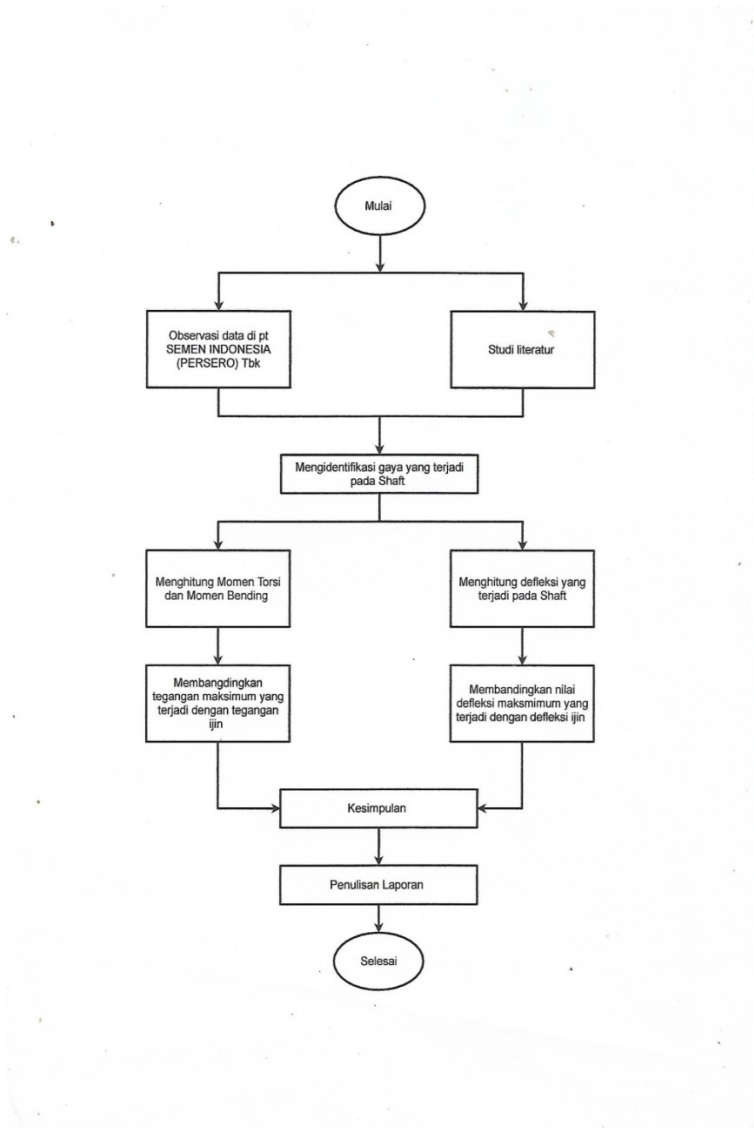 Mulai
Observasi data di pt
SEMEN INDONESIA
(PERSERO) Tbk
Studi literatur
Mengidentifikasi gaya yang terjadi
pada Shaft
Menghitung Momen Torsi
dan Momen Bending
Menghitung defleksi yang
terjadi pada Shaft
Membangdingkan
tegangan maksimum yang
terjadi dengan tegangan
ijin
Membandingkan nilai
defleksi maksmimum yang
terjadi dengan defleksi ijin
Kesimpulan
Penulisan Laporan
Selesai